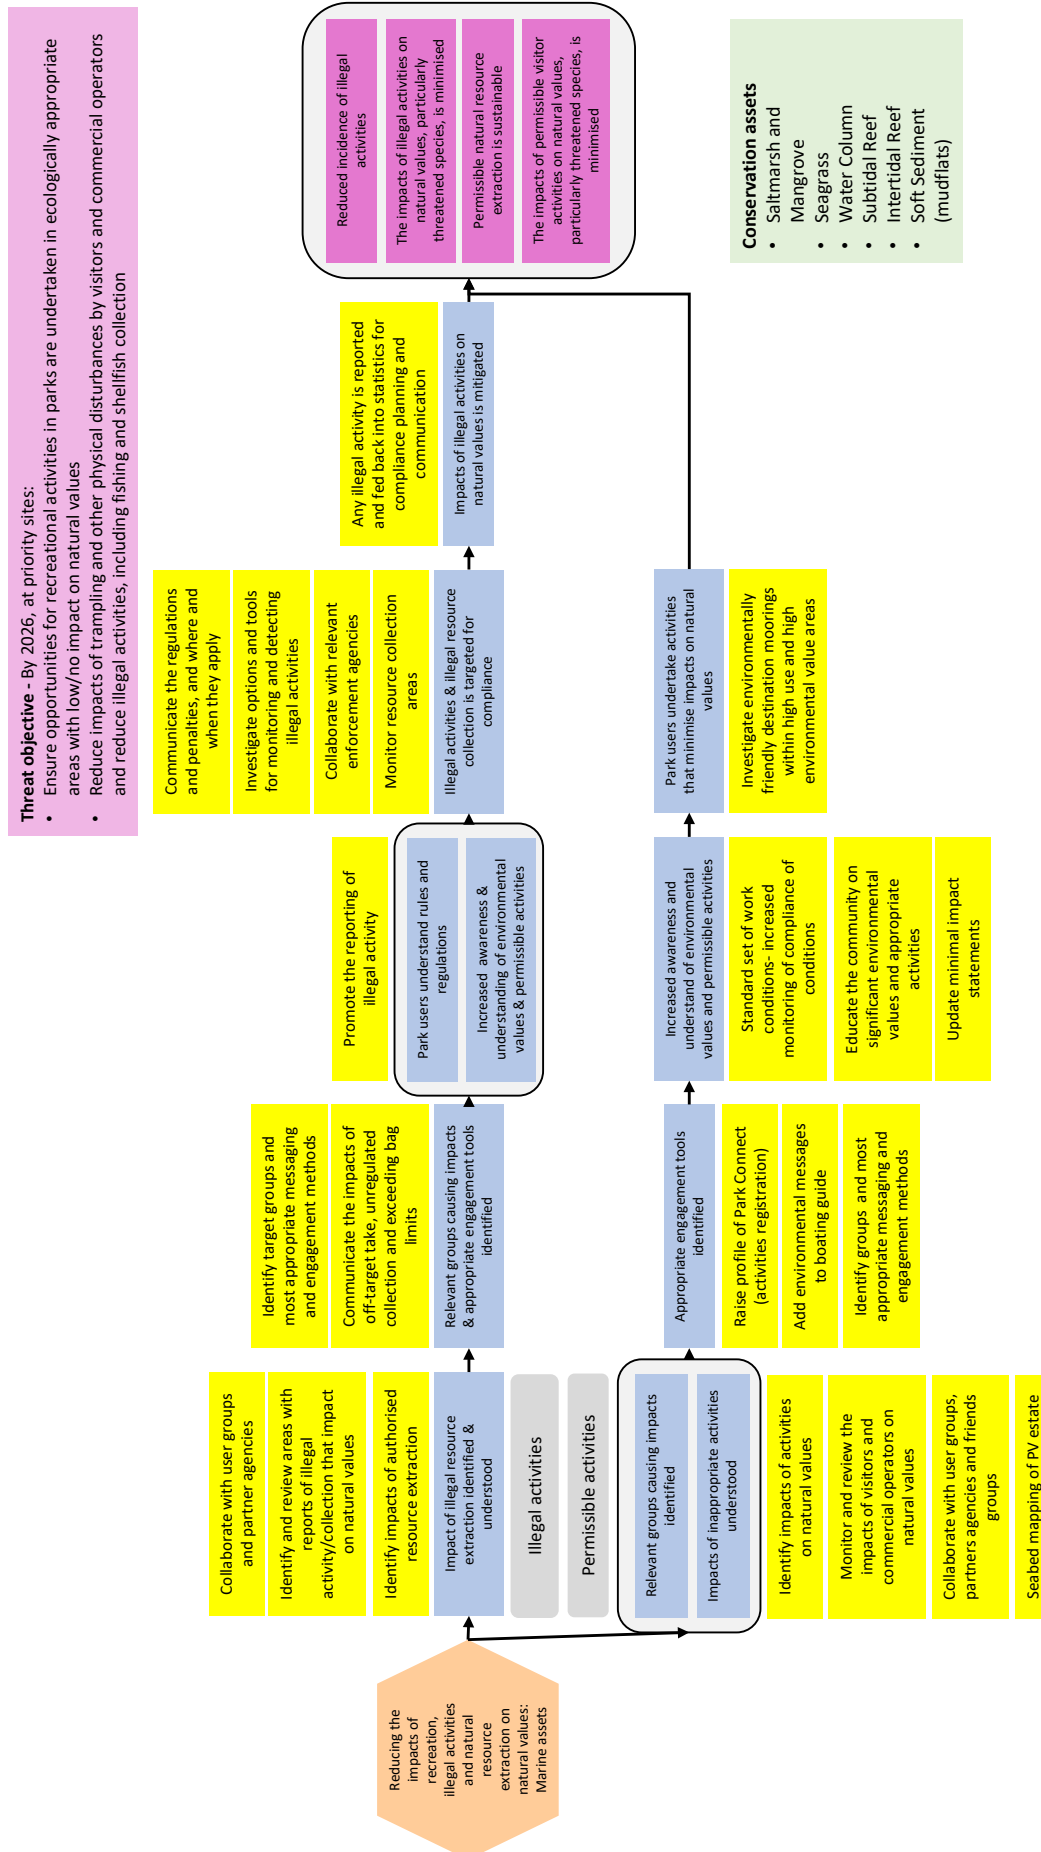 Threat objective - By 2026, at priority sites:
• Ensure opportunities for recreational activities in parks are undertaken in ecologically appropriate
areas with low/no impact on natural values
• Reduce impacts of trampling and other physical disturbances by visitors and commercial operators
and reduce illegal activities, including fishing and shellfish collection
Reducing the
impacts of
recreation,
illegal activities
and natural
resource
extraction on
natural values:
Marine assets
Collaborate with user groups
and partner agencies
Identify and review areas with
reports of illegal
activity/collection that impact
on natural values
Identify impacts of authorised
resource extraction
Impact of illegal resource
extraction identified &
understood
Identify target groups and
most appropriate messaging
and engagement methods
Communicate the impacts of
off-target take, unregulated
collection and exceeding bag
limits
Relevant groups causing impacts
& appropriate engagement tools
identified
Promote the reporting of
illegal activity
Park users understand rules and
regulations
Increased awareness &
understanding of environmental
values & permissible activities
Communicate the regulations
and penalties, and where and
when they apply
Investigate options and tools
for monitoring and detecting
illegal activities
Collaborate with relevant
enforcement agencies
Monitor resource collection
areas
Illegal activities & illegal resource
collection is targeted for
compliance
Any illegal activity is reported
and fed back into statistics for
compliance planning and
communication
Impacts of illegal activities on
natural values is mitigated
Reduced incidence of illegal
activities
The impacts of illegal activities on
natural values, particularly
threatened species, is minimised
Permissible natural resource
extraction is sustainable
The impacts of permissible visitor
activities on natural values,
particularly threatened species, is
minimised
Illegal activities
Permissible activities
Relevant groups causing impacts
identified
Impacts of inappropriate activities
understood
Identify impacts of activities
on natural values
Monitor and review the
impacts of visitors and
commercial operators on
natural values
Collaborate with user groups,
partners agencies and friends
groups
Seabed mapping of PV estate
Appropriate engagement tools
identified
Raise profile of Park Connect
(activities registration)
Add environmental messages
to boating guide
Identify groups and most
appropriate messaging and
engagement methods
Increased awareness and
understand of environmental
values and permissible activities
Standard set of work
conditions- increased
monitoring of compliance of
conditions
Educate the community on
significant environmental
values and appropriate
activities
Update minimal impact
statements
Park users undertake activities
that minimise impacts on natural
values
Investigate environmentally
friendly destination moorings
within high use and high
environmental value areas
Conservation assets
• Saltmarsh and
Mangrove
• Seagrass
• Water Column
• Subtidal Reef
• Intertidal Reef
• Soft Sediment
(mudflats)